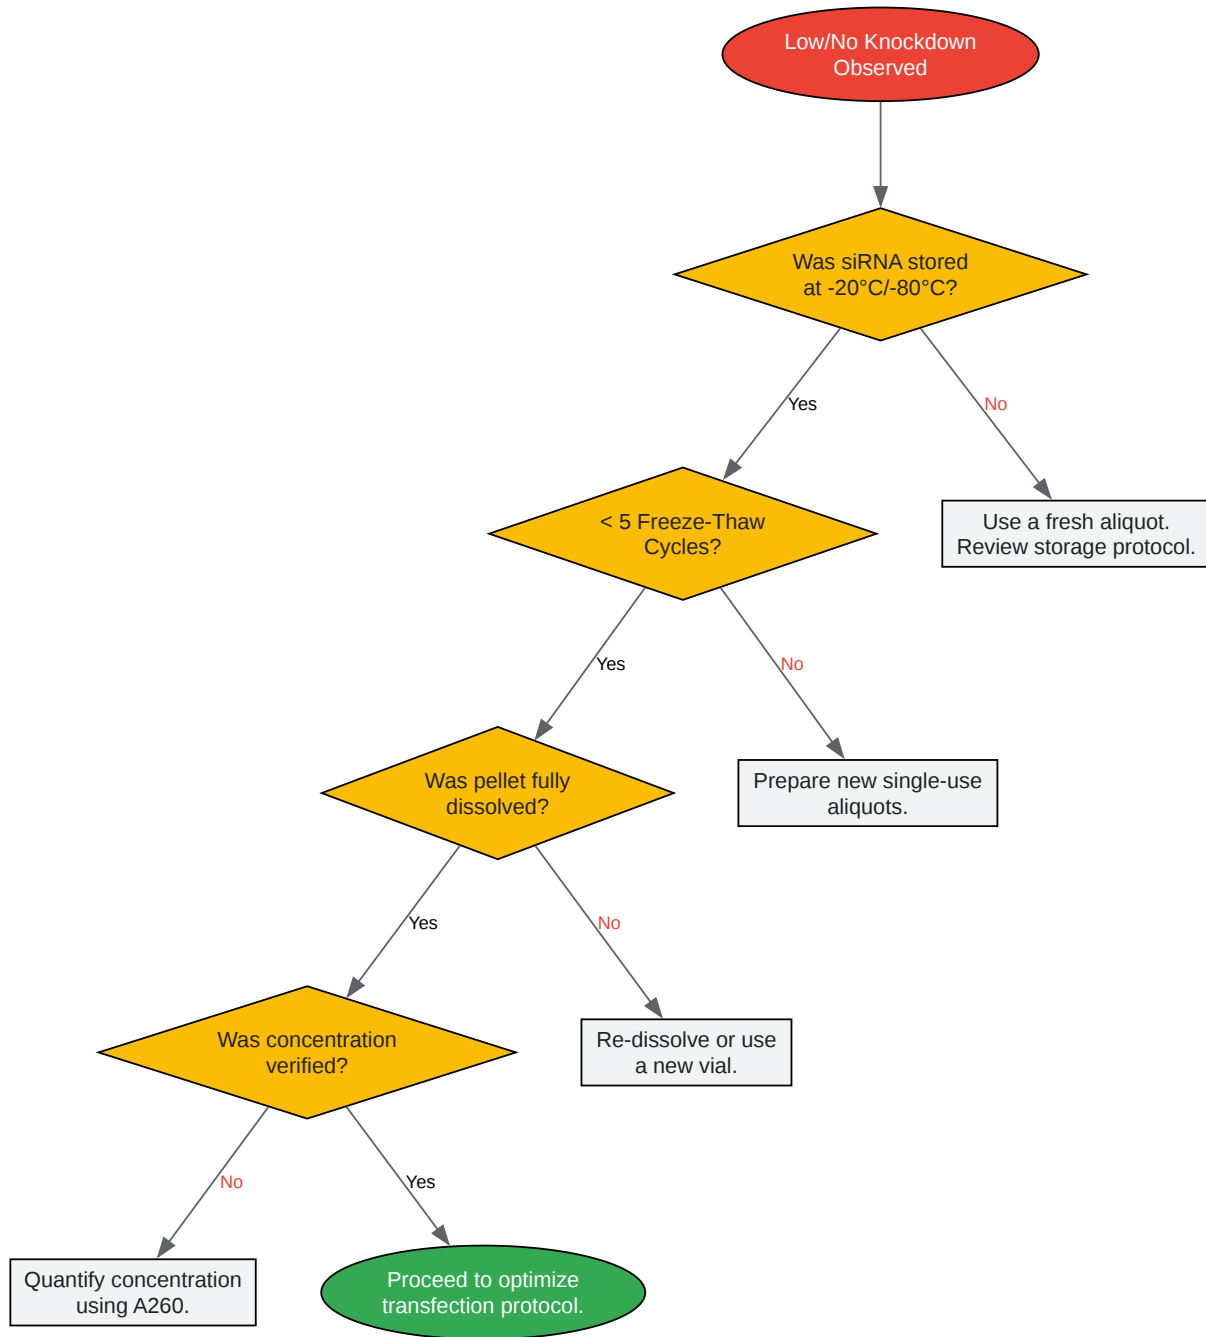 Low/No Knockdown
Observed
Was siRNA stored
at -20°C/-80°C?
Yes
No
< 5 Freeze-Thaw
Cycles?
Use a fresh aliquot.
Review storage protocol.
Yes
No
Was pellet fully
dissolved?
Prepare new single-use
aliquots.
Yes
No
Was concentration
verified?
Re-dissolve or use
a new vial.
No
Yes
Quantify concentration
using A260.
Proceed to optimize
transfection protocol.